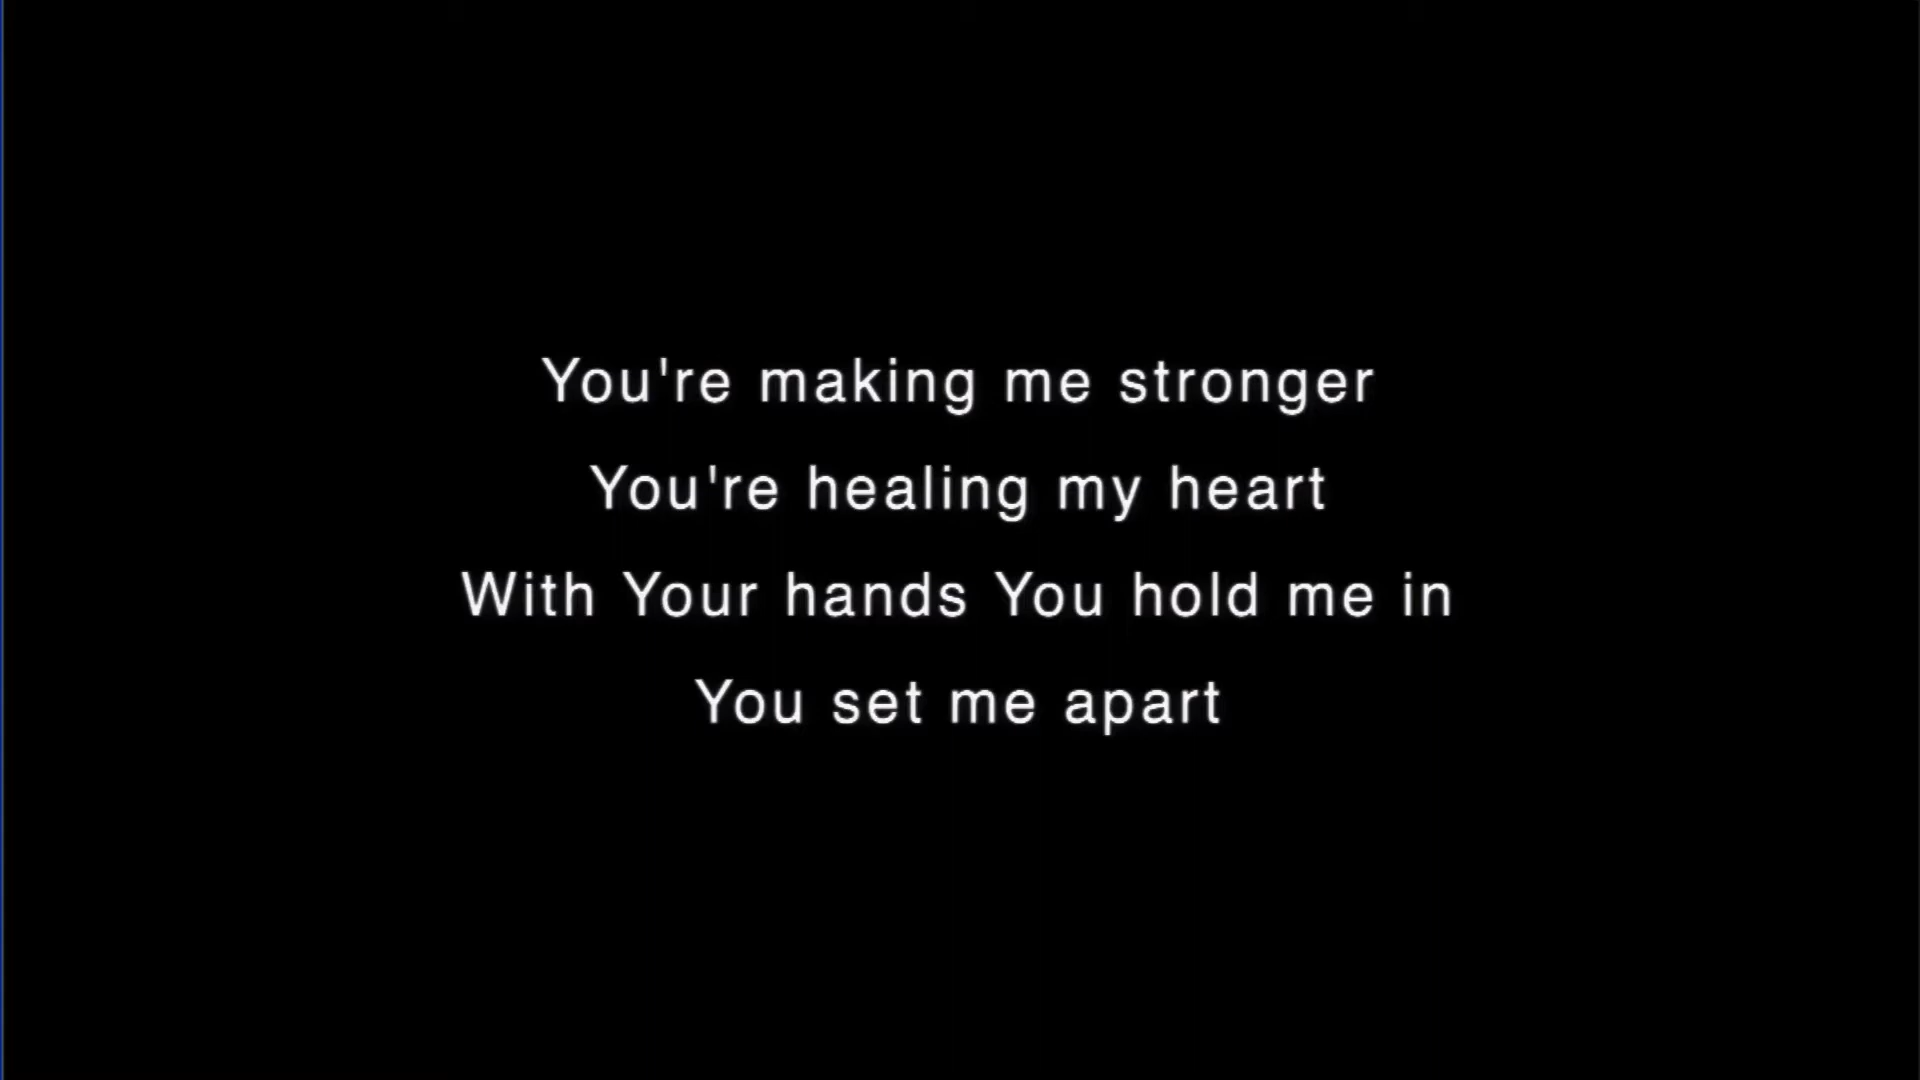 You're making me stronger
You're healing my heart
With Your hands You hold me in
You set me apart